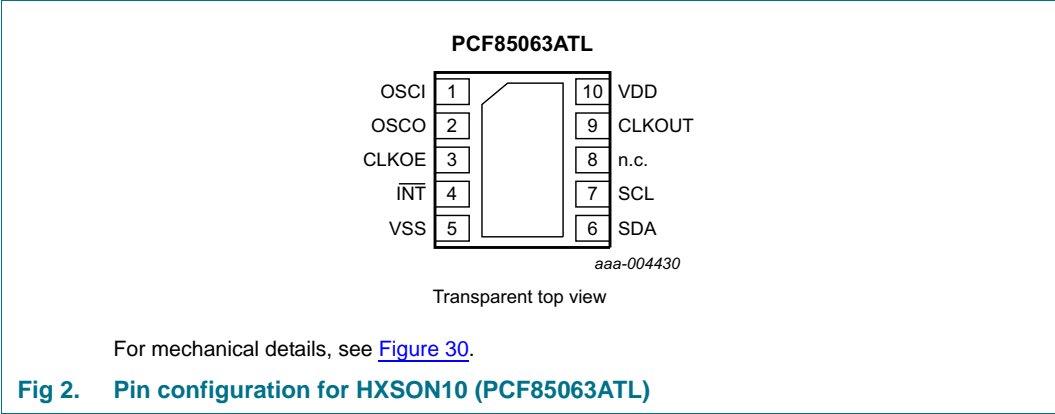 PCF85063ATL
OSCI 1 10 VDD
OSCO 2 9 CLKOUT
CLKOE 3 8 n.c.
INT 4 7 SCL
VSS 5 6 SDA
aaa-004430
Transparent top view
For mechanical details, see Figure 30.
Fig 2. Pin configuration for HXSON10 (PCF85063ATL)